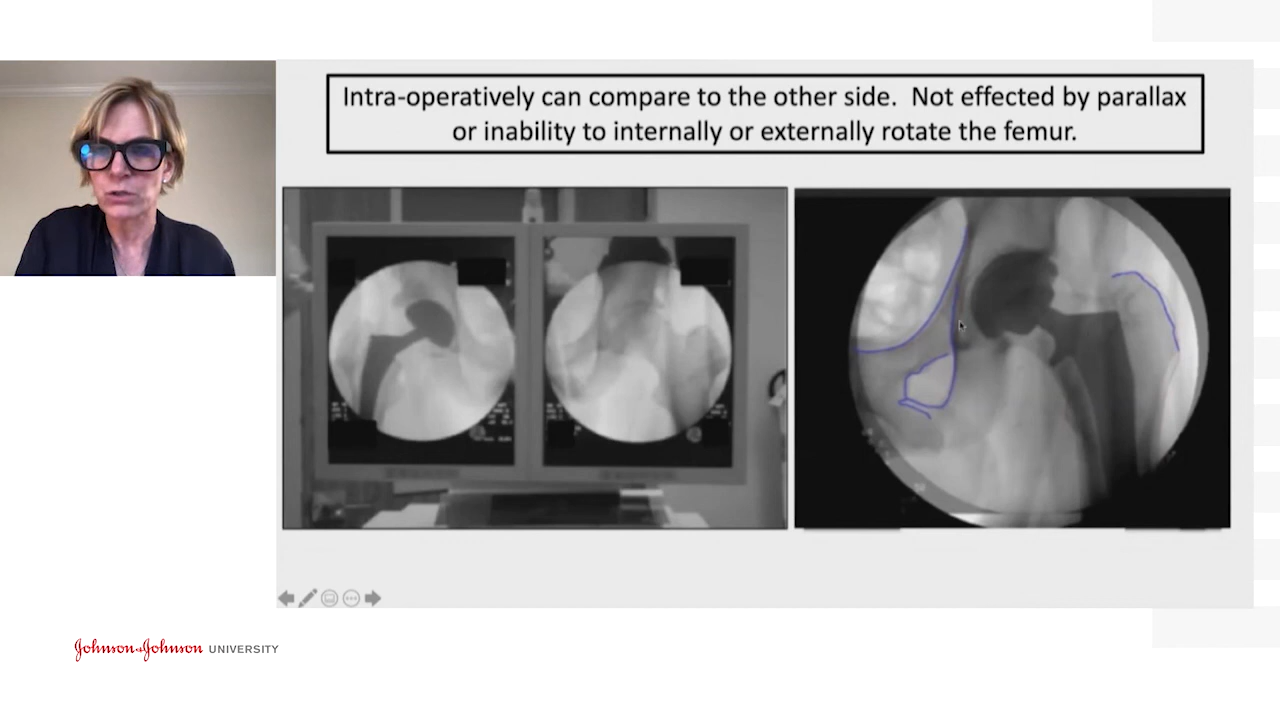 Intra-operatively can compare to the other side.  Not effected by parallax
or inability to internally or externally rotate the femur.
Johnson & Johnson UNIVERSITY